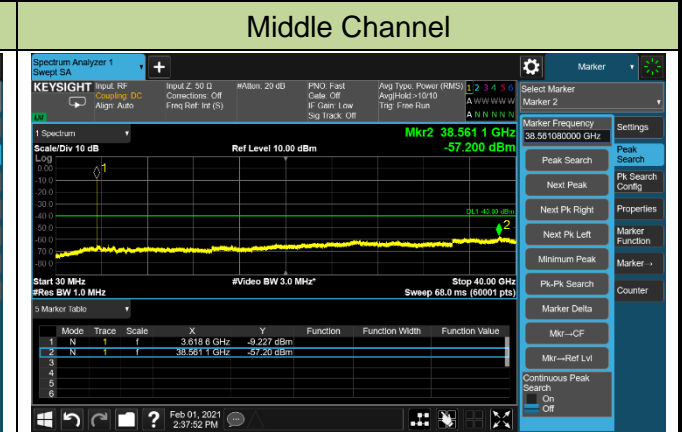 Middle Channel
Spectrum Analyzer 1
Swept SA
Marker
KEYSIGHT
Input: RF
Coupling: DC
Align: Auto
Input Z: 50 Ω
Corrections: Off
Freq Ref: Int (S)
#Atten: 20 dB
PNO: Fast
Gate: Off
IF Gain: Low
Sig Track: Off
Avg Type: Power (RMS)
Avg|Hold:>10/10
Trig: Free Run
1 2 3 4 5 6
A W W W W W
A N N N N N
LXI
Select Marker
Marker 2
1 Spectrum
Scale/Div 10 dB
Ref Level 10.00 dBm
Mkr2 38.561 1 GHz
-57.200 dBm
Log
0.00
-10.0
-20.0
-30.0
-40.0
-50.0
-60.0
-70.0
-80.0
1
DL1 -40.00 dBm
2
Start 30 MHz
#Res BW 1.0 MHz
#Video BW 3.0 MHz*
Stop 40.00 GHz
Sweep 68.0 ms (60001 pts)
5 Marker Table
Mode Trace Scale X Y Function Function Width Function Value
1 N 1 f 3.618 6 GHz -9.227 dBm
2 N 1 f 38.561 1 GHz -57.20 dBm
3
4
5
6
Marker Frequency
38.561080000 GHz
Peak Search
Next Peak
Next Pk Right
Next Pk Left
Minimum Peak
Pk-Pk Search
Marker Delta
Mkr→CF
Mkr→Ref Lvl
Continuous Peak
Search
On
Off
Settings
Peak
Search
Pk Search
Config
Properties
Marker
Function
Marker→
Counter
?
Feb 01, 2021
2:37:52 PM